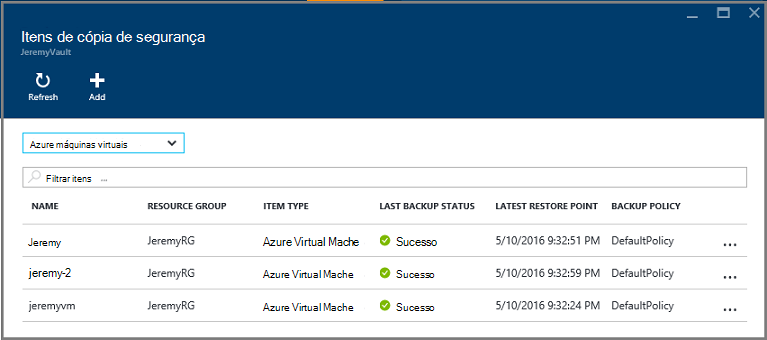 Itens de cópia de segurança
JeremyVault
Refresh Add
Azure máquinas virtuais
Filtrar itens ...
NAME RESOURCE GROUP ITEM TYPE LAST BACKUP STATUS LATEST RESTORE POINT BACKUP POLICY
Jeremy JeremyRG Azure Virtual Mache Sucesso 5/10/2016 9:32:51 PM DefaultPolicy ...
jeremy-2 JeremyRG Azure Virtual Mache Sucesso 5/10/2016 9:32:59 PM DefaultPolicy ...
jeremyvm JeremyRG Azure Virtual Mache Sucesso 5/10/2016 9:32:24 PM DefaultPolicy ...